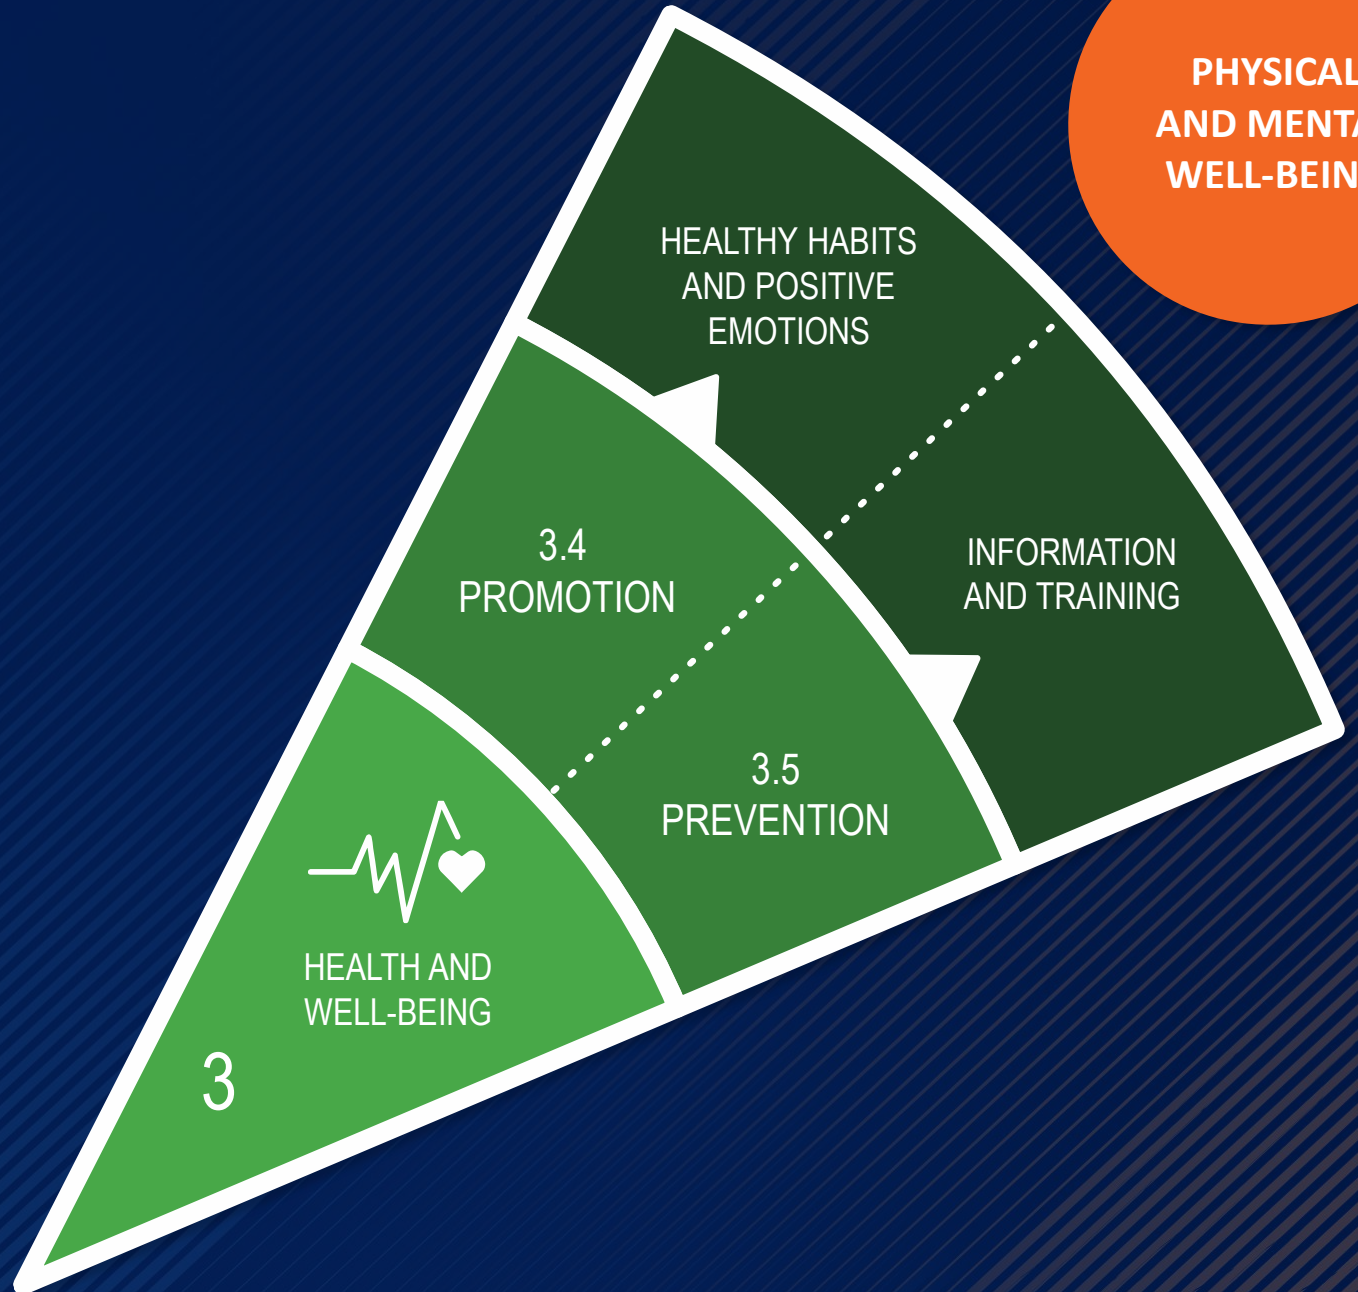 PHYSICAL
AND MENTA
WELL-BEIN
HEALTHY HABITS
AND POSITIVE
EMOTIONS
INFORMATION
AND TRAINING
3.4
PROMOTION
3.5
PREVENTION
HEALTH AND
WELL-BEING
3